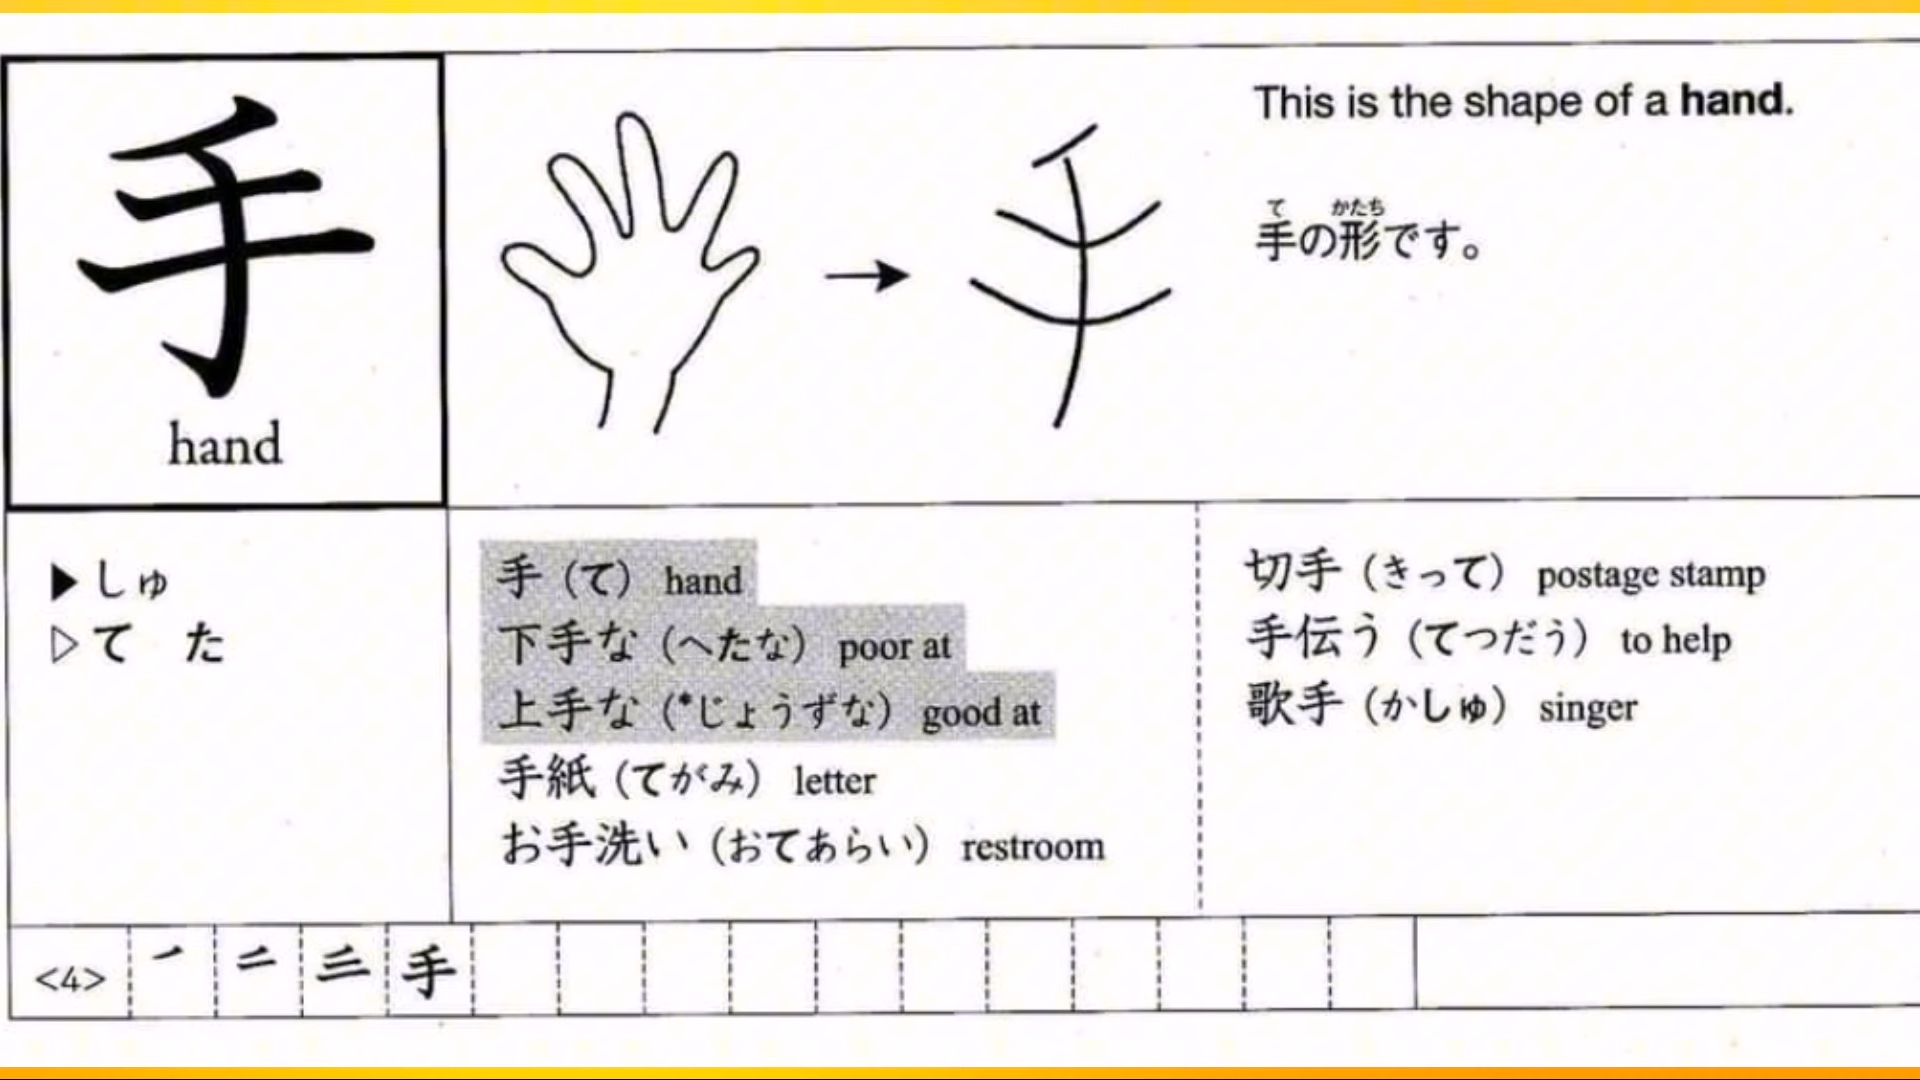 手
hand
This is the shape of a hand.
て かたち
手の形です。
▶しゅ
▷て た
手（て） hand
下手な（へたな） poor at
上手な（*じょうずな） good at
手紙（てがみ） letter
お手洗い（おてあらい） restroom
切手（きって） postage stamp
手伝う（てつだう） to help
歌手（かしゅ） singer
<4> 手